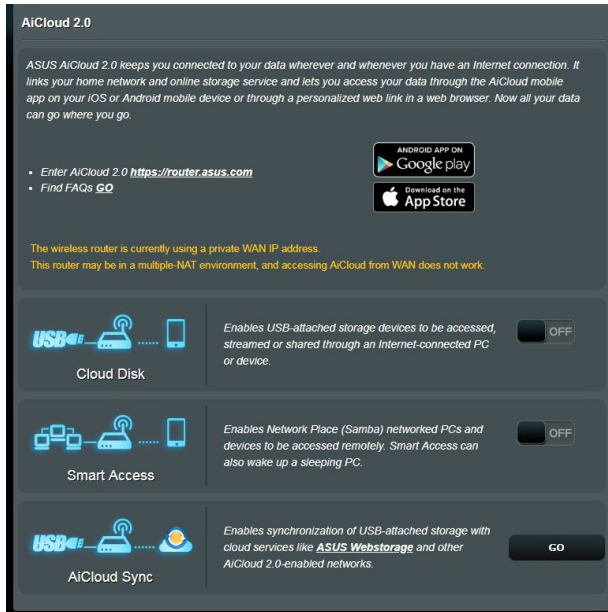 AiCloud 2.0
ASUS AiCloud 2.0 keeps you connected to your data wherever and whenever you have an Internet connection. It
links your home network and online storage service and lets you access your data through the AiCloud mobile
app on your iOS or Android mobile device or through a personalized web link in a web browser. Now all your data
can go where you go.
ANDROID APP ON
Google play
• Enter AiCloud 2.0 https://router.asus.com
• Find FAQs GO
Download on the
App Store
The wireless router is currently using a private WAN IP address.
This router may be in a multiple-NAT environment, and accessing AiCloud from WAN does not work.
USB
Cloud Disk
Enables USB-attached storage devices to be accessed,
streamed or shared through an Internet-connected PC
or device.
OFF
Smart Access
Enables Network Place (Samba) networked PCs and
devices to be accessed remotely. Smart Access can
also wake up a sleeping PC.
OFF
USB
AiCloud Sync
Enables synchronization of USB-attached storage with
cloud services like ASUS Webstorage and other
AiCloud 2.0-enabled networks.
GO